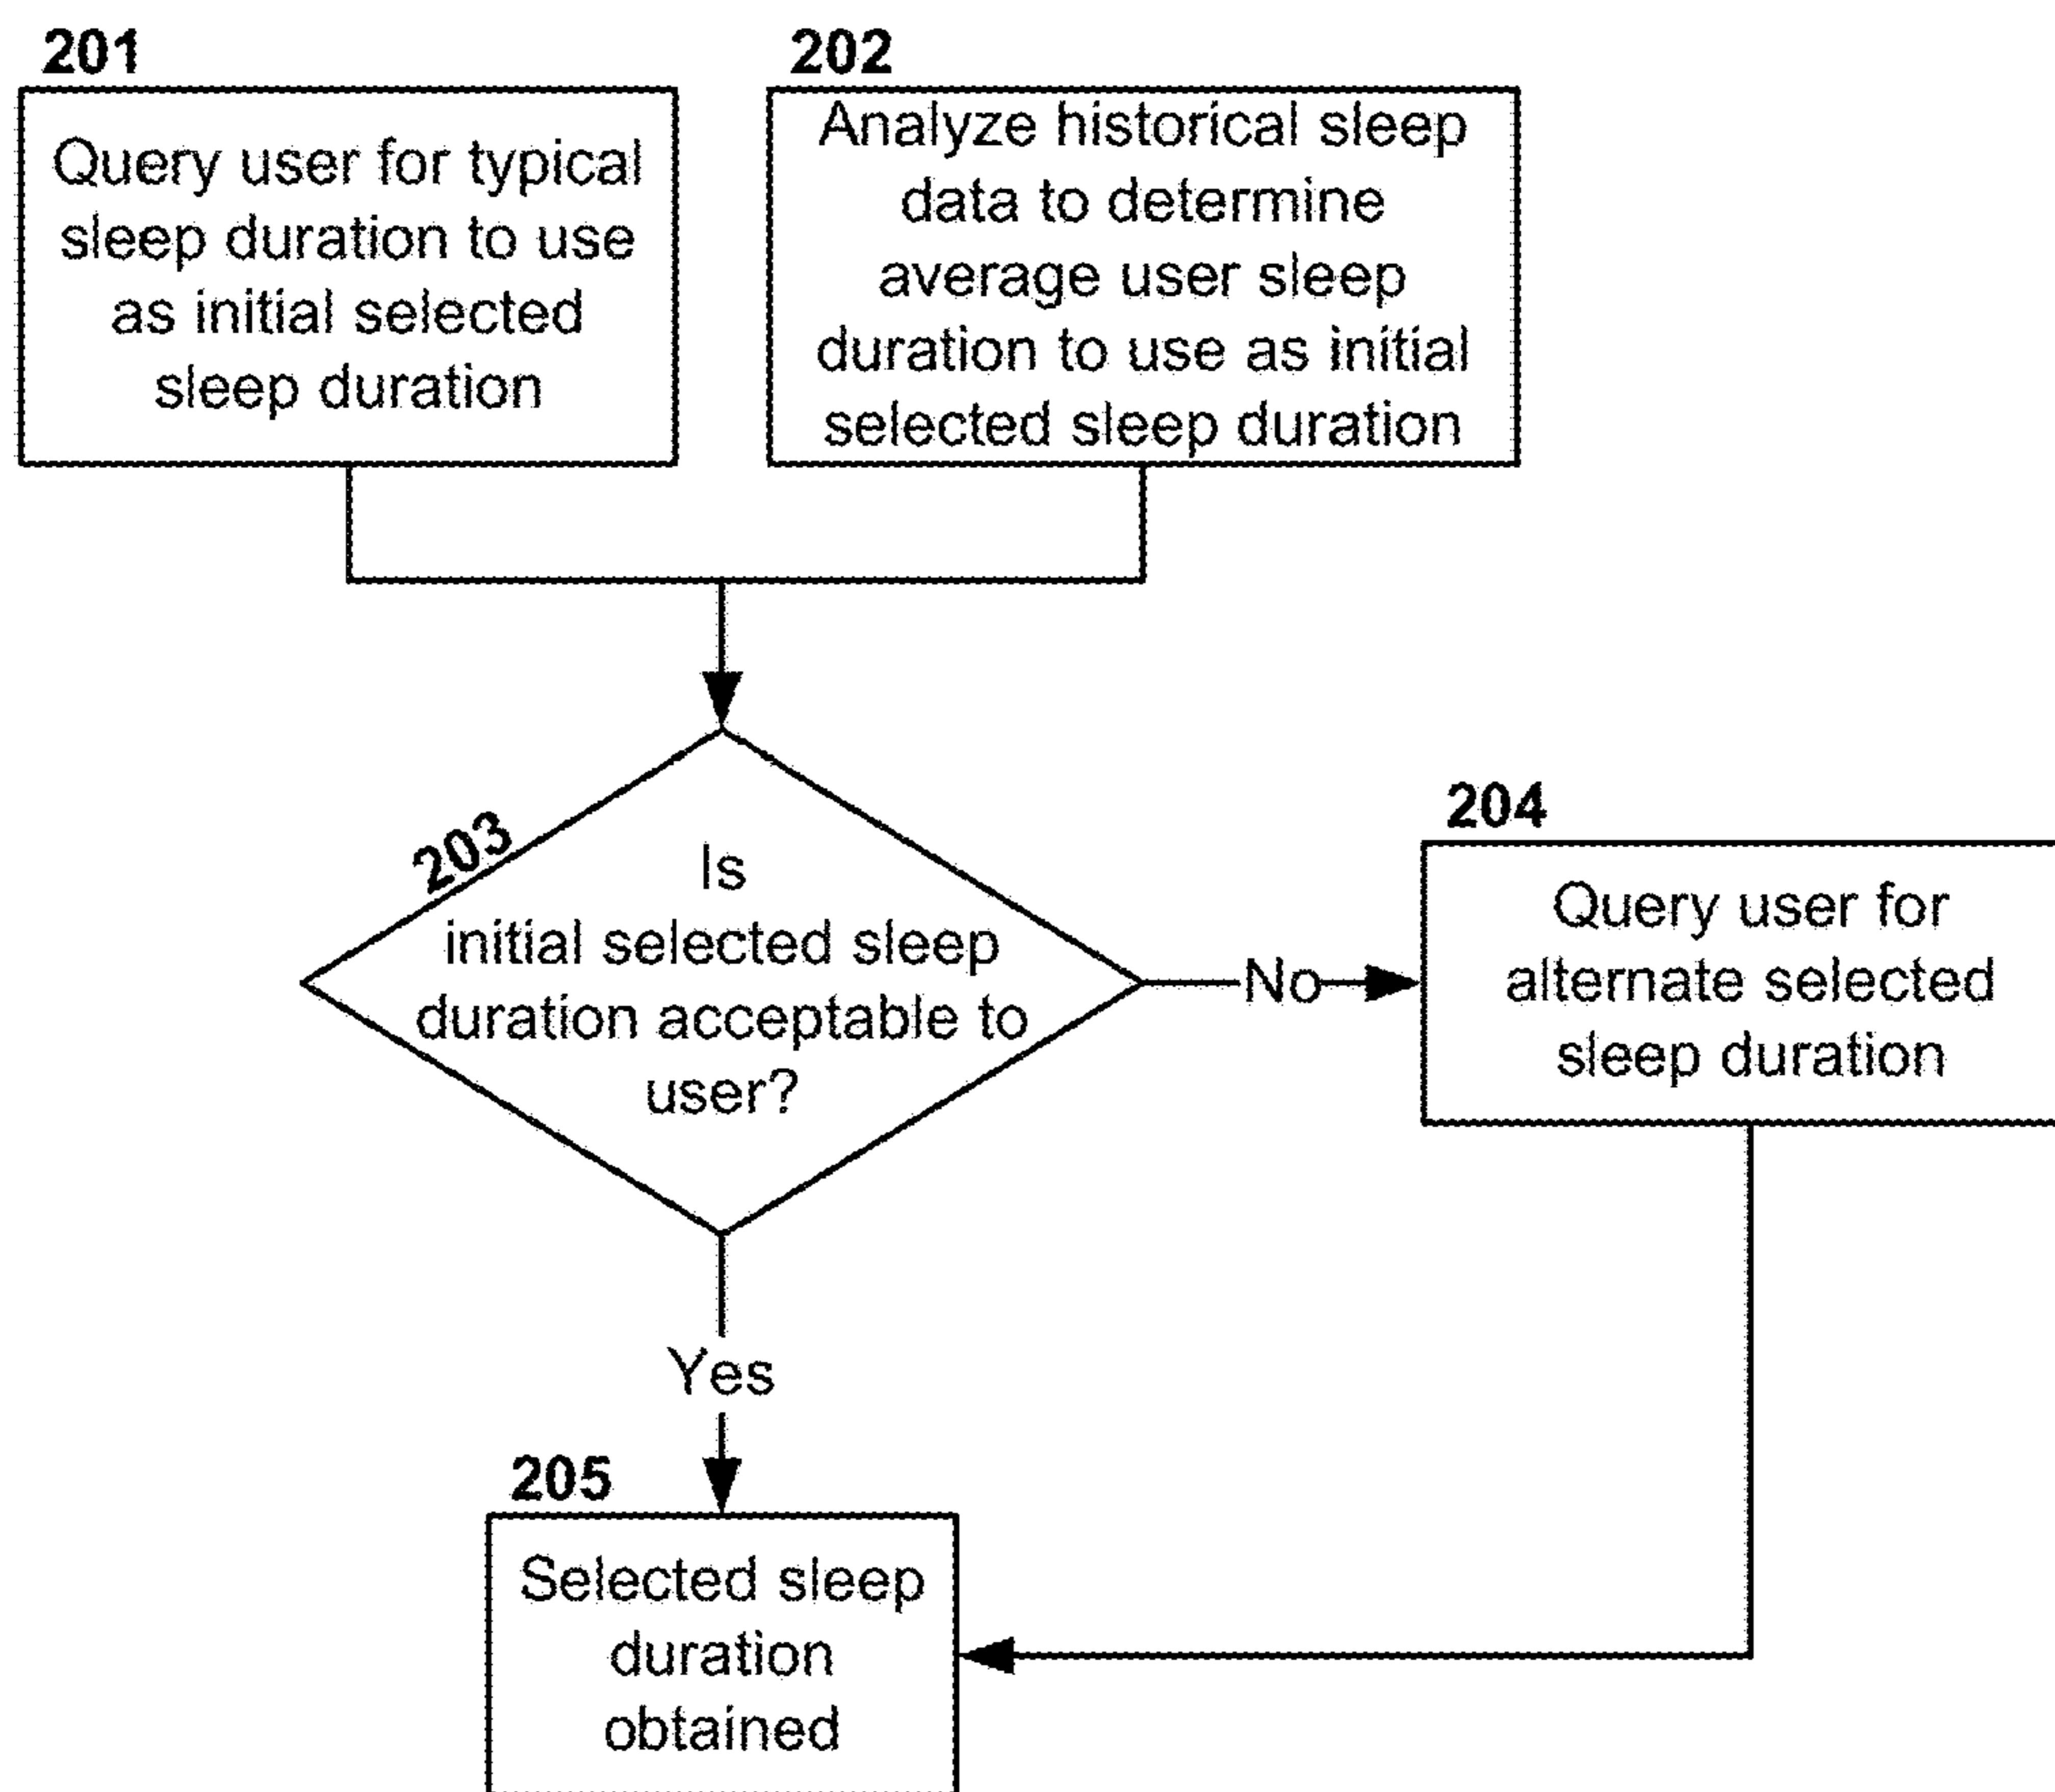 201
Query user for typical
sleep duration to use
as initial selected
sleep duration
202
Analyze historical sleep
data to determine
average user sleep
duration to use as initial
selected sleep duration
203
Is
initial selected sleep
duration acceptable to
user?
No
204
Query user for
alternate selected
sleep duration
Yes
205
Selected sleep
duration
obtained